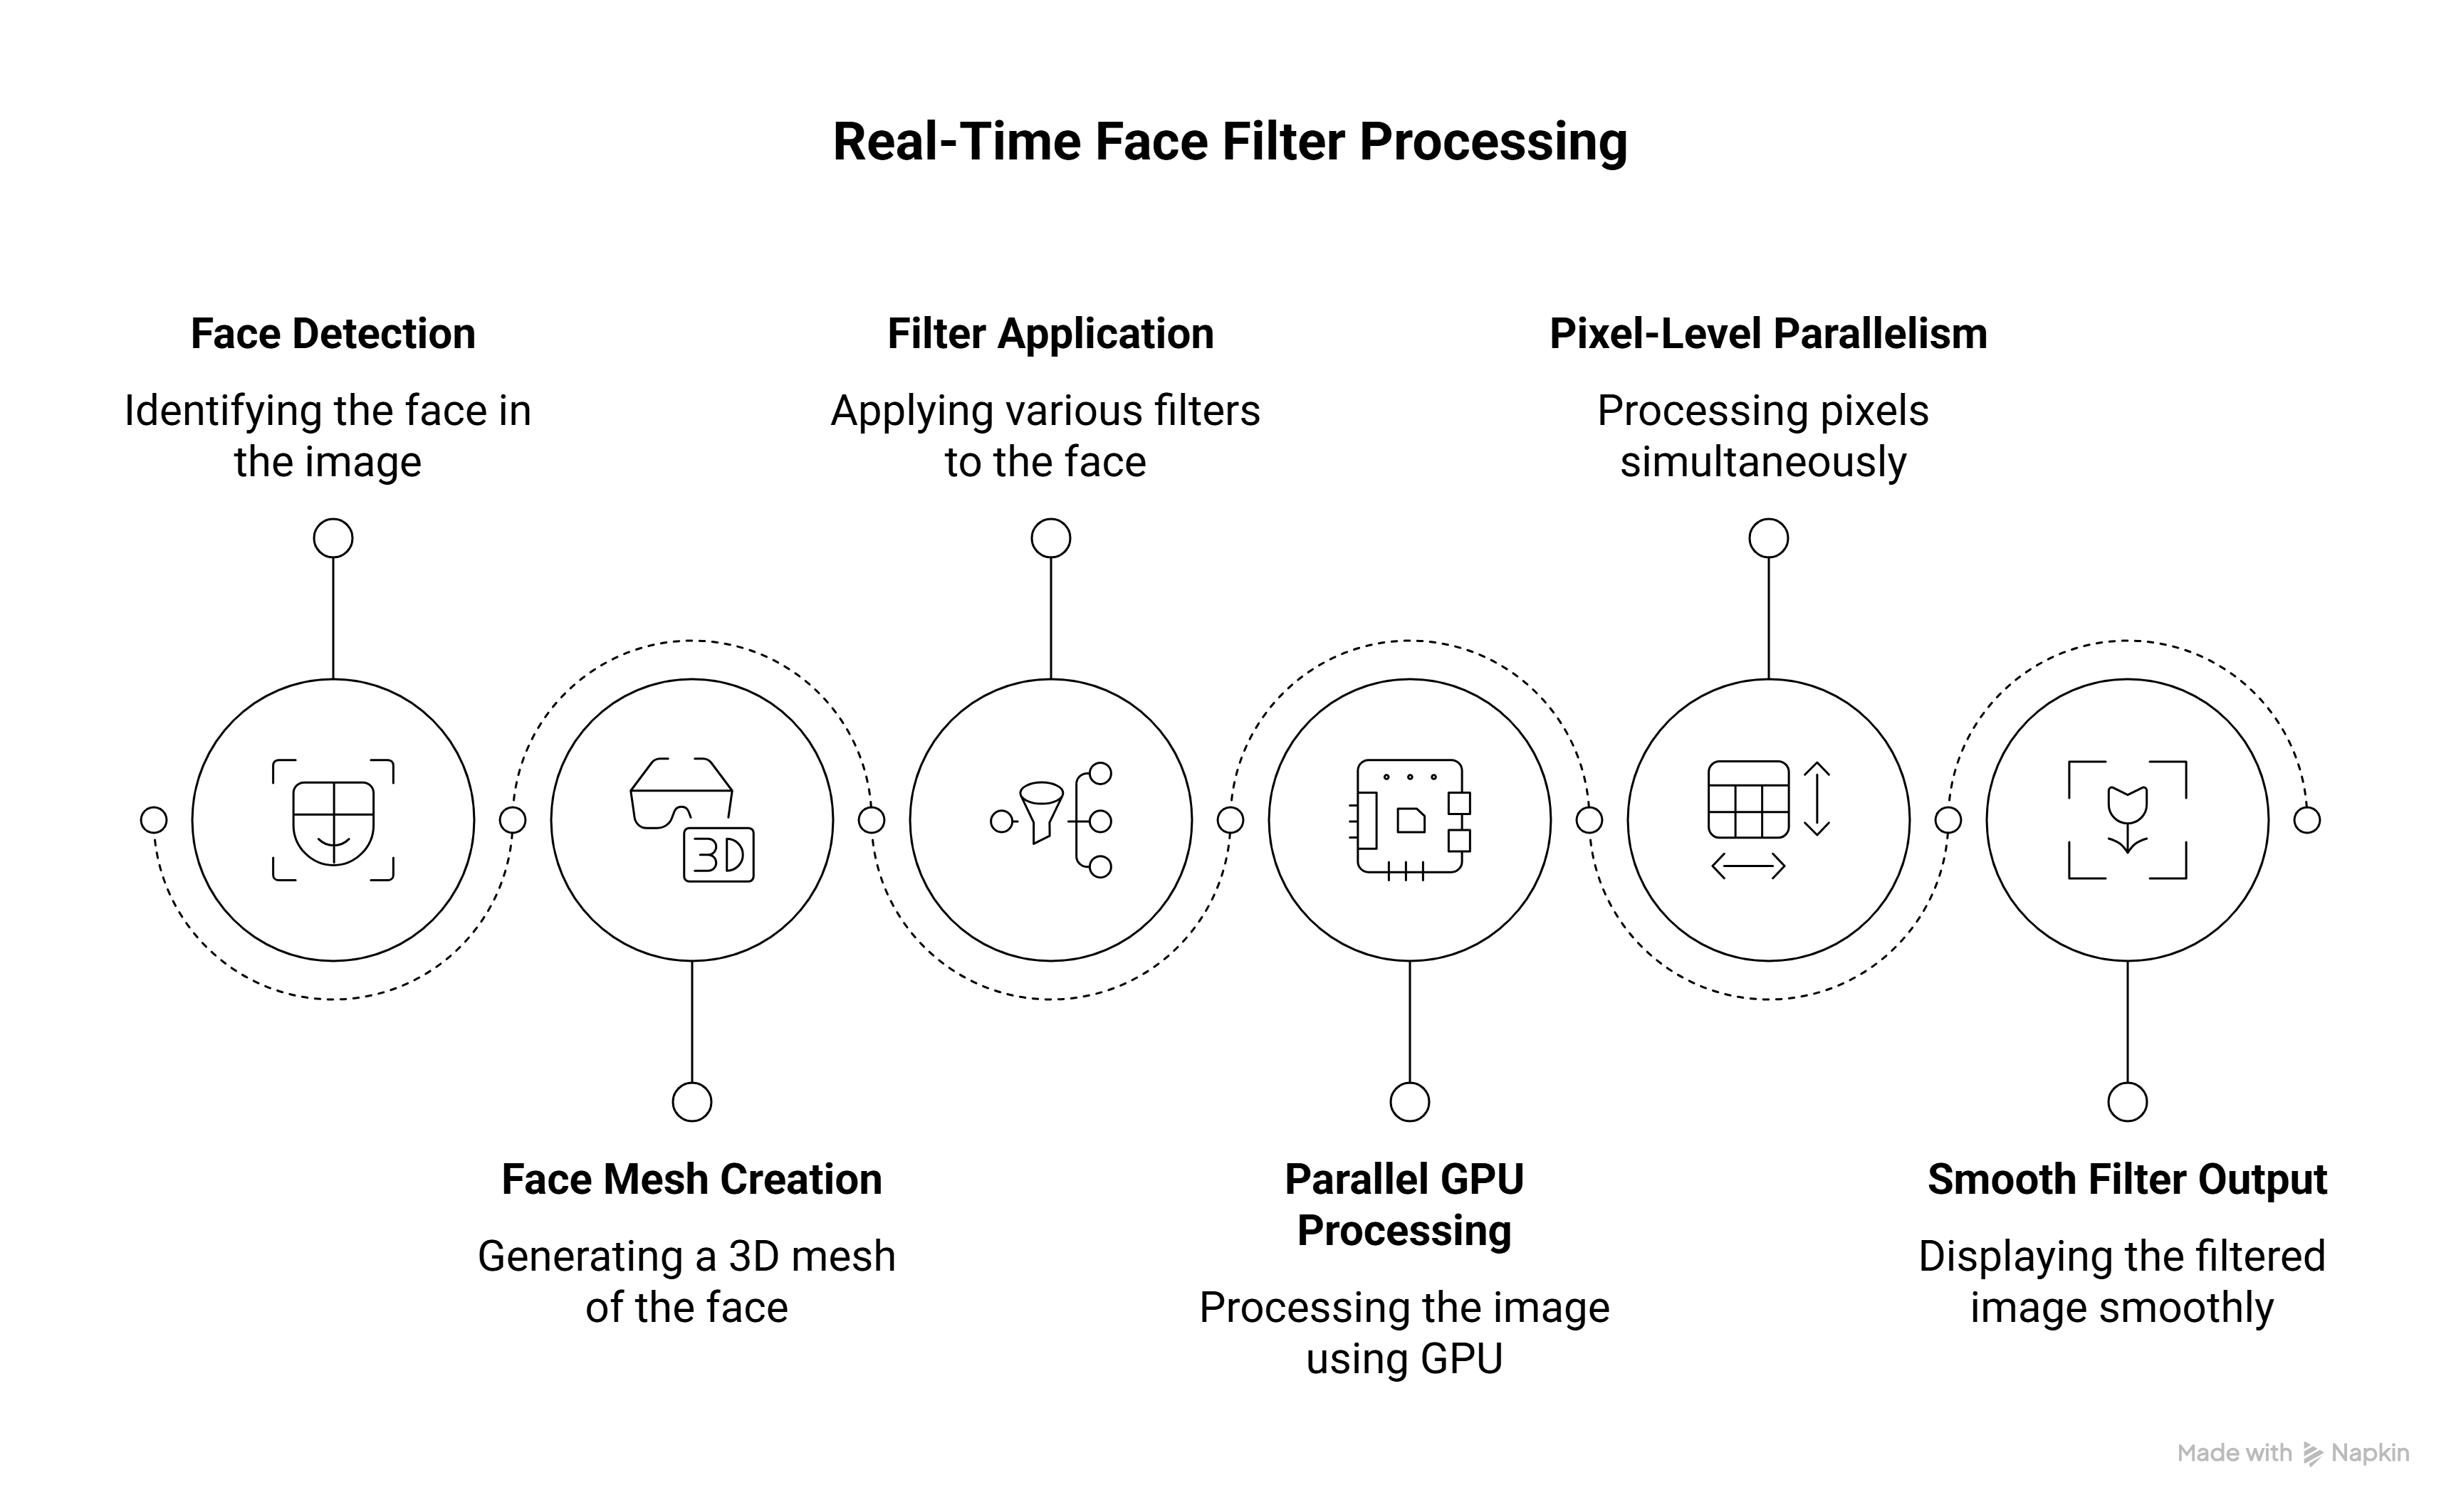 Real-Time Face Filter Processing
Face Detection
Identifying the face in
the image
Filter Application
Applying various filters
to the face
Pixel-Level Parallelism
Processing pixels
simultaneously
3D
Face Mesh Creation
Generating a 3D mesh
of the face
Parallel GPU
Processing
Processing the image
using GPU
Smooth Filter Output
Displaying the filtered
image smoothly
Made with Napkin